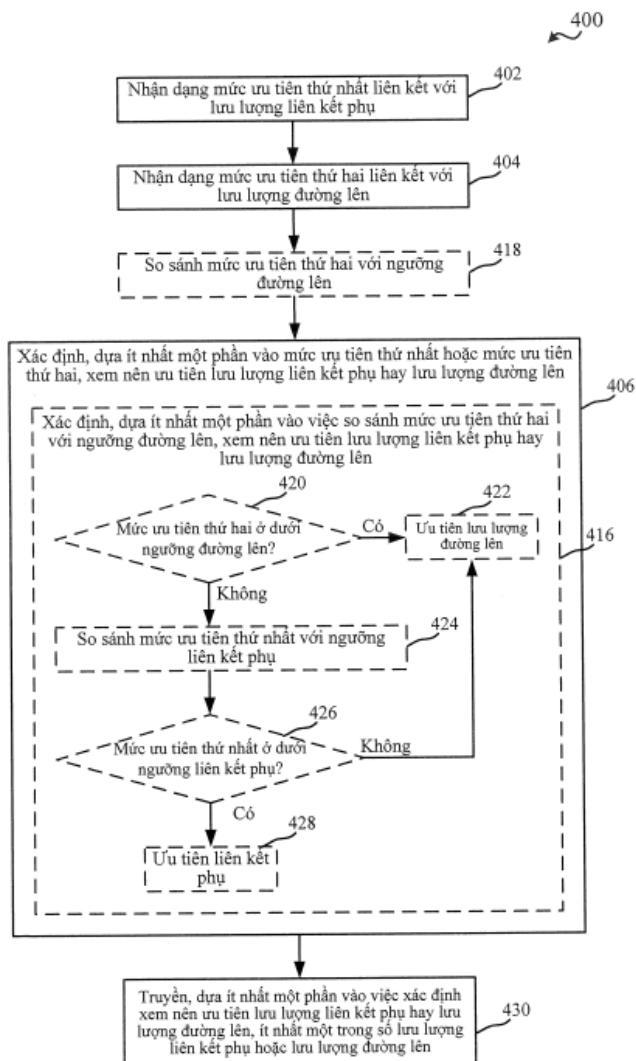 400
Nhận dạng mức ưu tiên thứ nhất liên kết với
lưu lượng liên kết phụ
402
Nhận dạng mức ưu tiên thứ hai liên kết với
lưu lượng đường lên
404
So sánh mức ưu tiên thứ hai với ngưỡng
đường lên
418
Xác định, dựa ít nhất một phần vào mức ưu tiên thứ nhất hoặc mức ưu tiên
thứ hai, xem nên ưu tiên lưu lượng liên kết phụ hay lưu lượng đường lên
406
Xác định, dựa ít nhất một phần vào việc so sánh mức ưu tiên thứ hai
với ngưỡng đường lên, xem nên ưu tiên lưu lượng liên kết phụ hay
lưu lượng đường lên
416
420
Mức ưu tiên thứ hai ở dưới
ngưỡng đường lên?
Có
422
Ưu tiên lưu lượng
đường lên
Không
So sánh mức ưu tiên thứ nhất với ngưỡng
liên kết phụ
424
426
Mức ưu tiên thứ nhất ở dưới
ngưỡng liên kết phụ?
Không
Có
428
Ưu tiên liên kết
phụ
Truyền, dựa ít nhất một phần vào việc xác định
xem nên ưu tiên lưu lượng liên kết phụ hay lưu
lượng đường lên, ít nhất một trong số lưu lượng
liên kết phụ hoặc lưu lượng đường lên
430